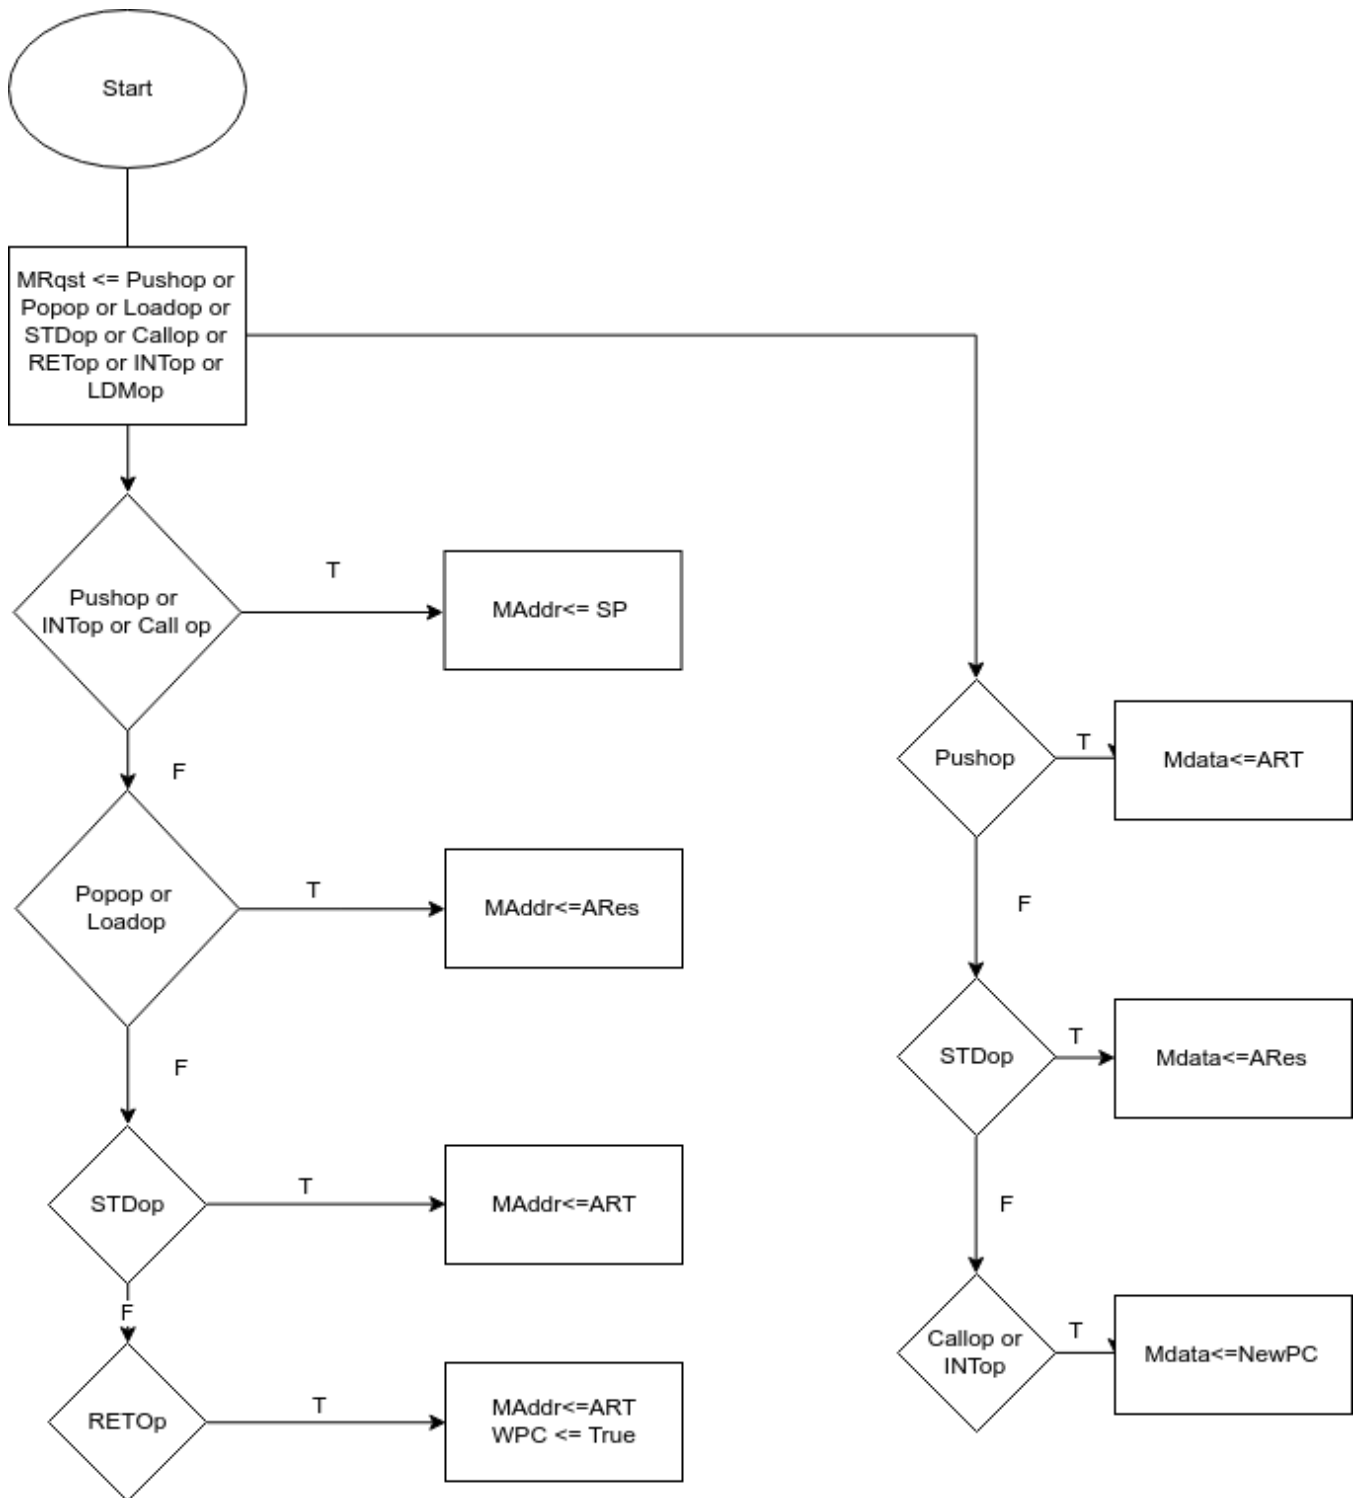 Start
MRqst <= Pushop or
Popop or Loadop or
STDop or Callop or
RETop or INTop or
LDMop
T
Pushop or
INTop or Call op
MAddr<= SP
F
Pushop
T
Mdata<=ART
Popop or
Loadop
T
MAddr<=ARes
F
F
STDop
T
Mdata<=ARes
STDop
T
MAddr<=ART
F
F
Callop or
INTop
T
Mdata<=NewPC
RETOp
T
MAddr<=ART
WPC <= True